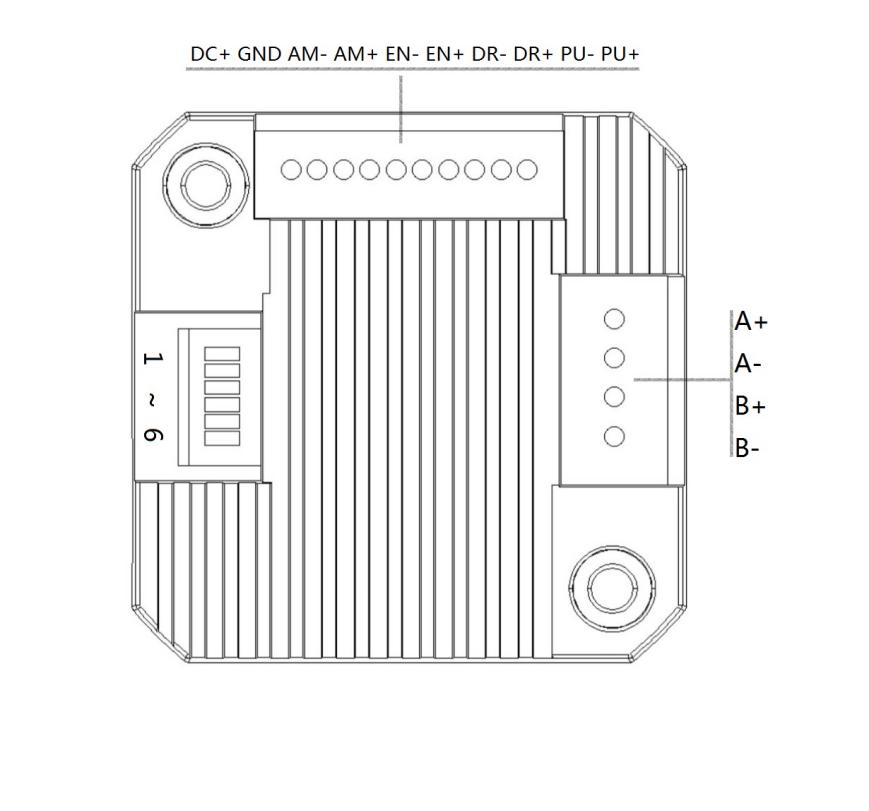 DC+ GND AM- AM+ EN- EN+ DR- DR+ PU- PU+
A+
A-
B+
B-
1 ~ 6